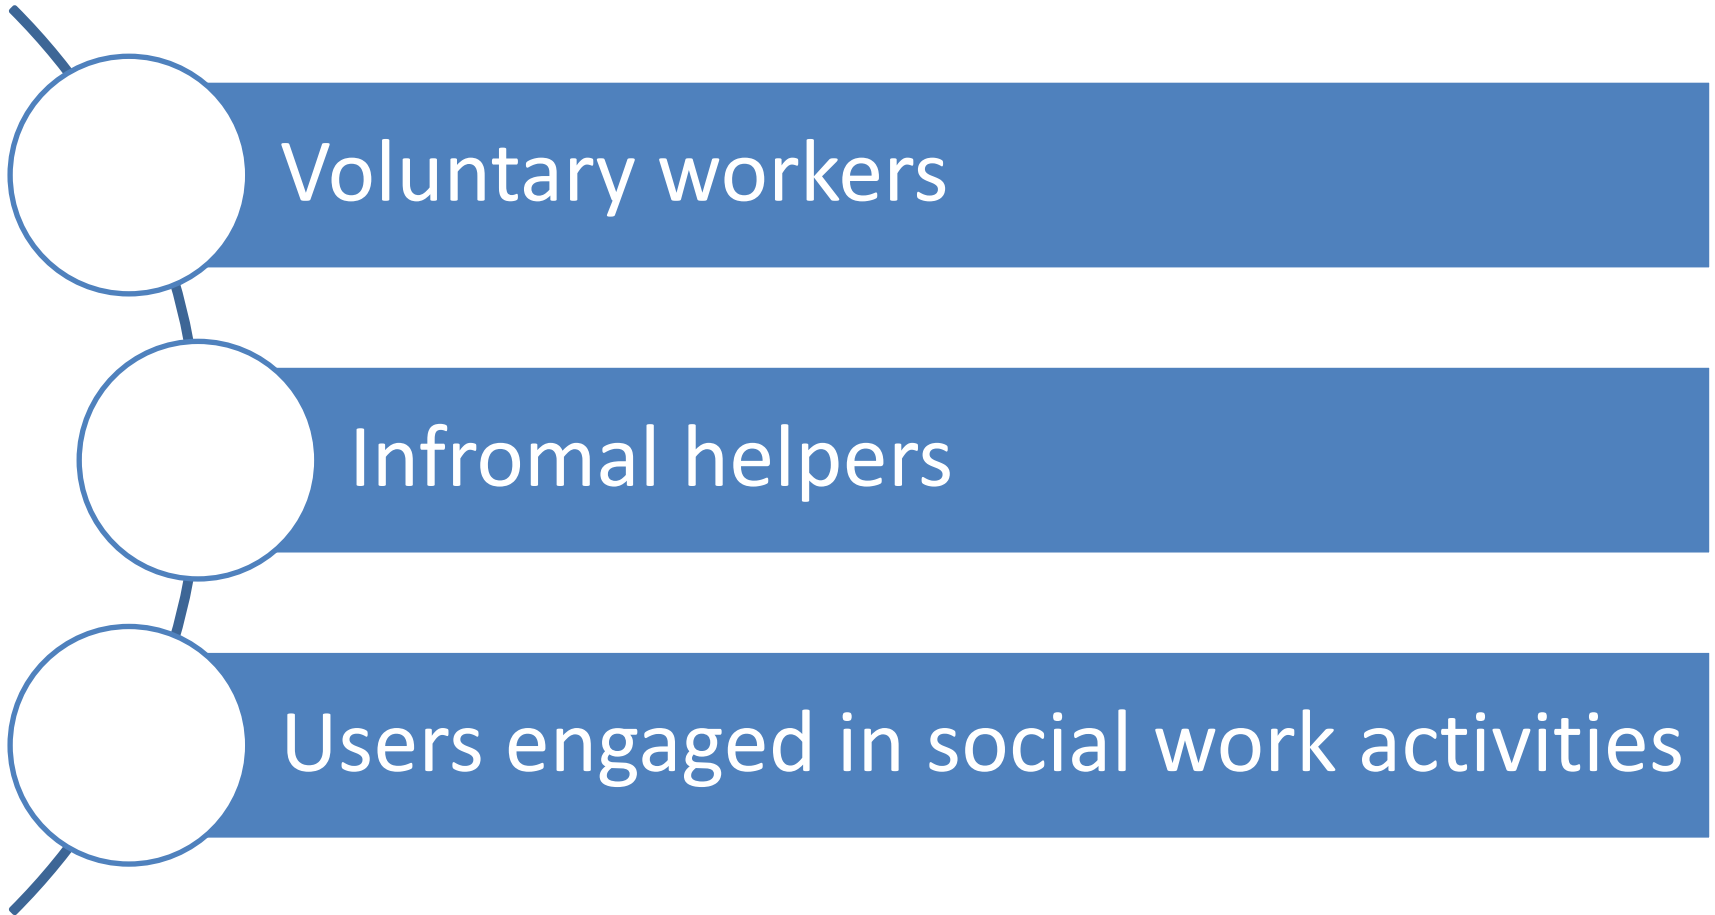 Voluntary workers
Infromal helpers
Users engaged in social work activities